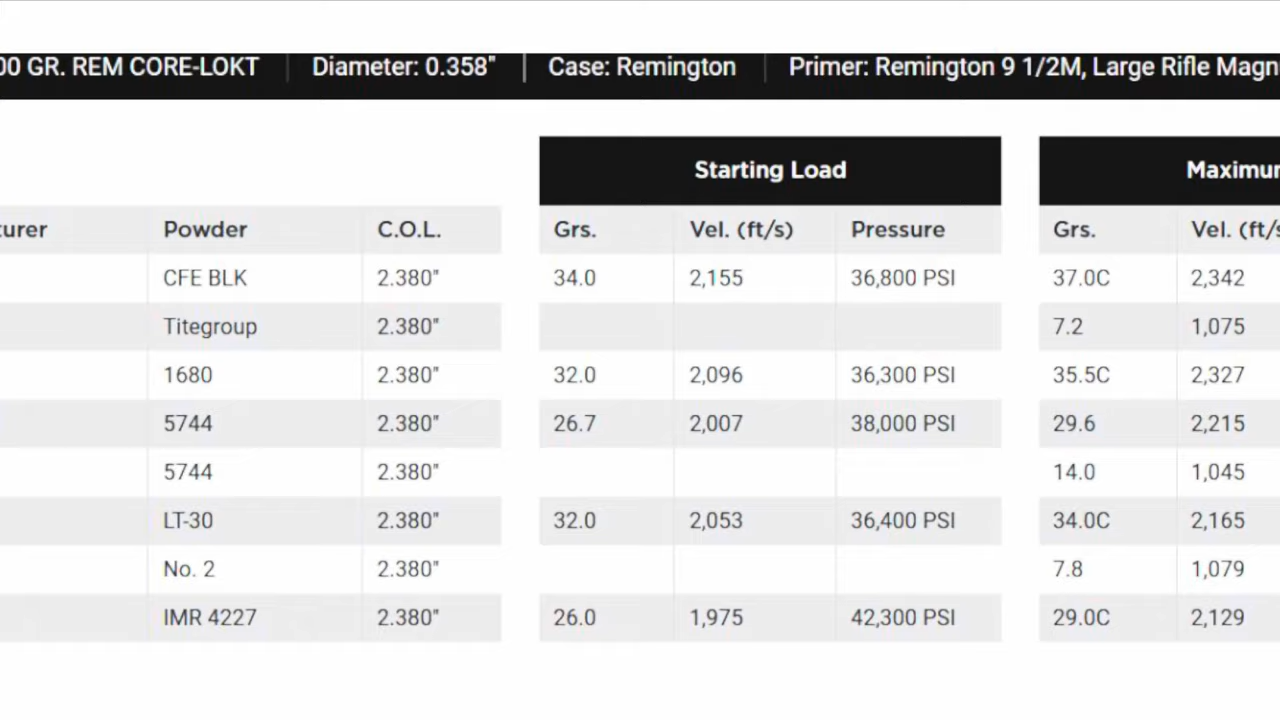 00 GR. REM CORE-LOKT Diameter: 0.358" Case: Remington Primer: Remington 9 1/2M, Large Rifle Magn
Starting Load Maximum
turer Powder C.O.L. Grs. Vel. (ft/s) Pressure Grs. Vel. (ft/s
CFE BLK 2.380" 34.0 2,155 36,800 PSI 37.0C 2,342
Titegroup 2.380" 7.2 1,075
1680 2.380" 32.0 2,096 36,300 PSI 35.5C 2,327
5744 2.380" 26.7 2,007 38,000 PSI 29.6 2,215
5744 2.380" 14.0 1,045
LT-30 2.380" 32.0 2,053 36,400 PSI 34.0C 2,165
No. 2 2.380" 7.8 1,079
IMR 4227 2.380" 26.0 1,975 42,300 PSI 29.0C 2,129